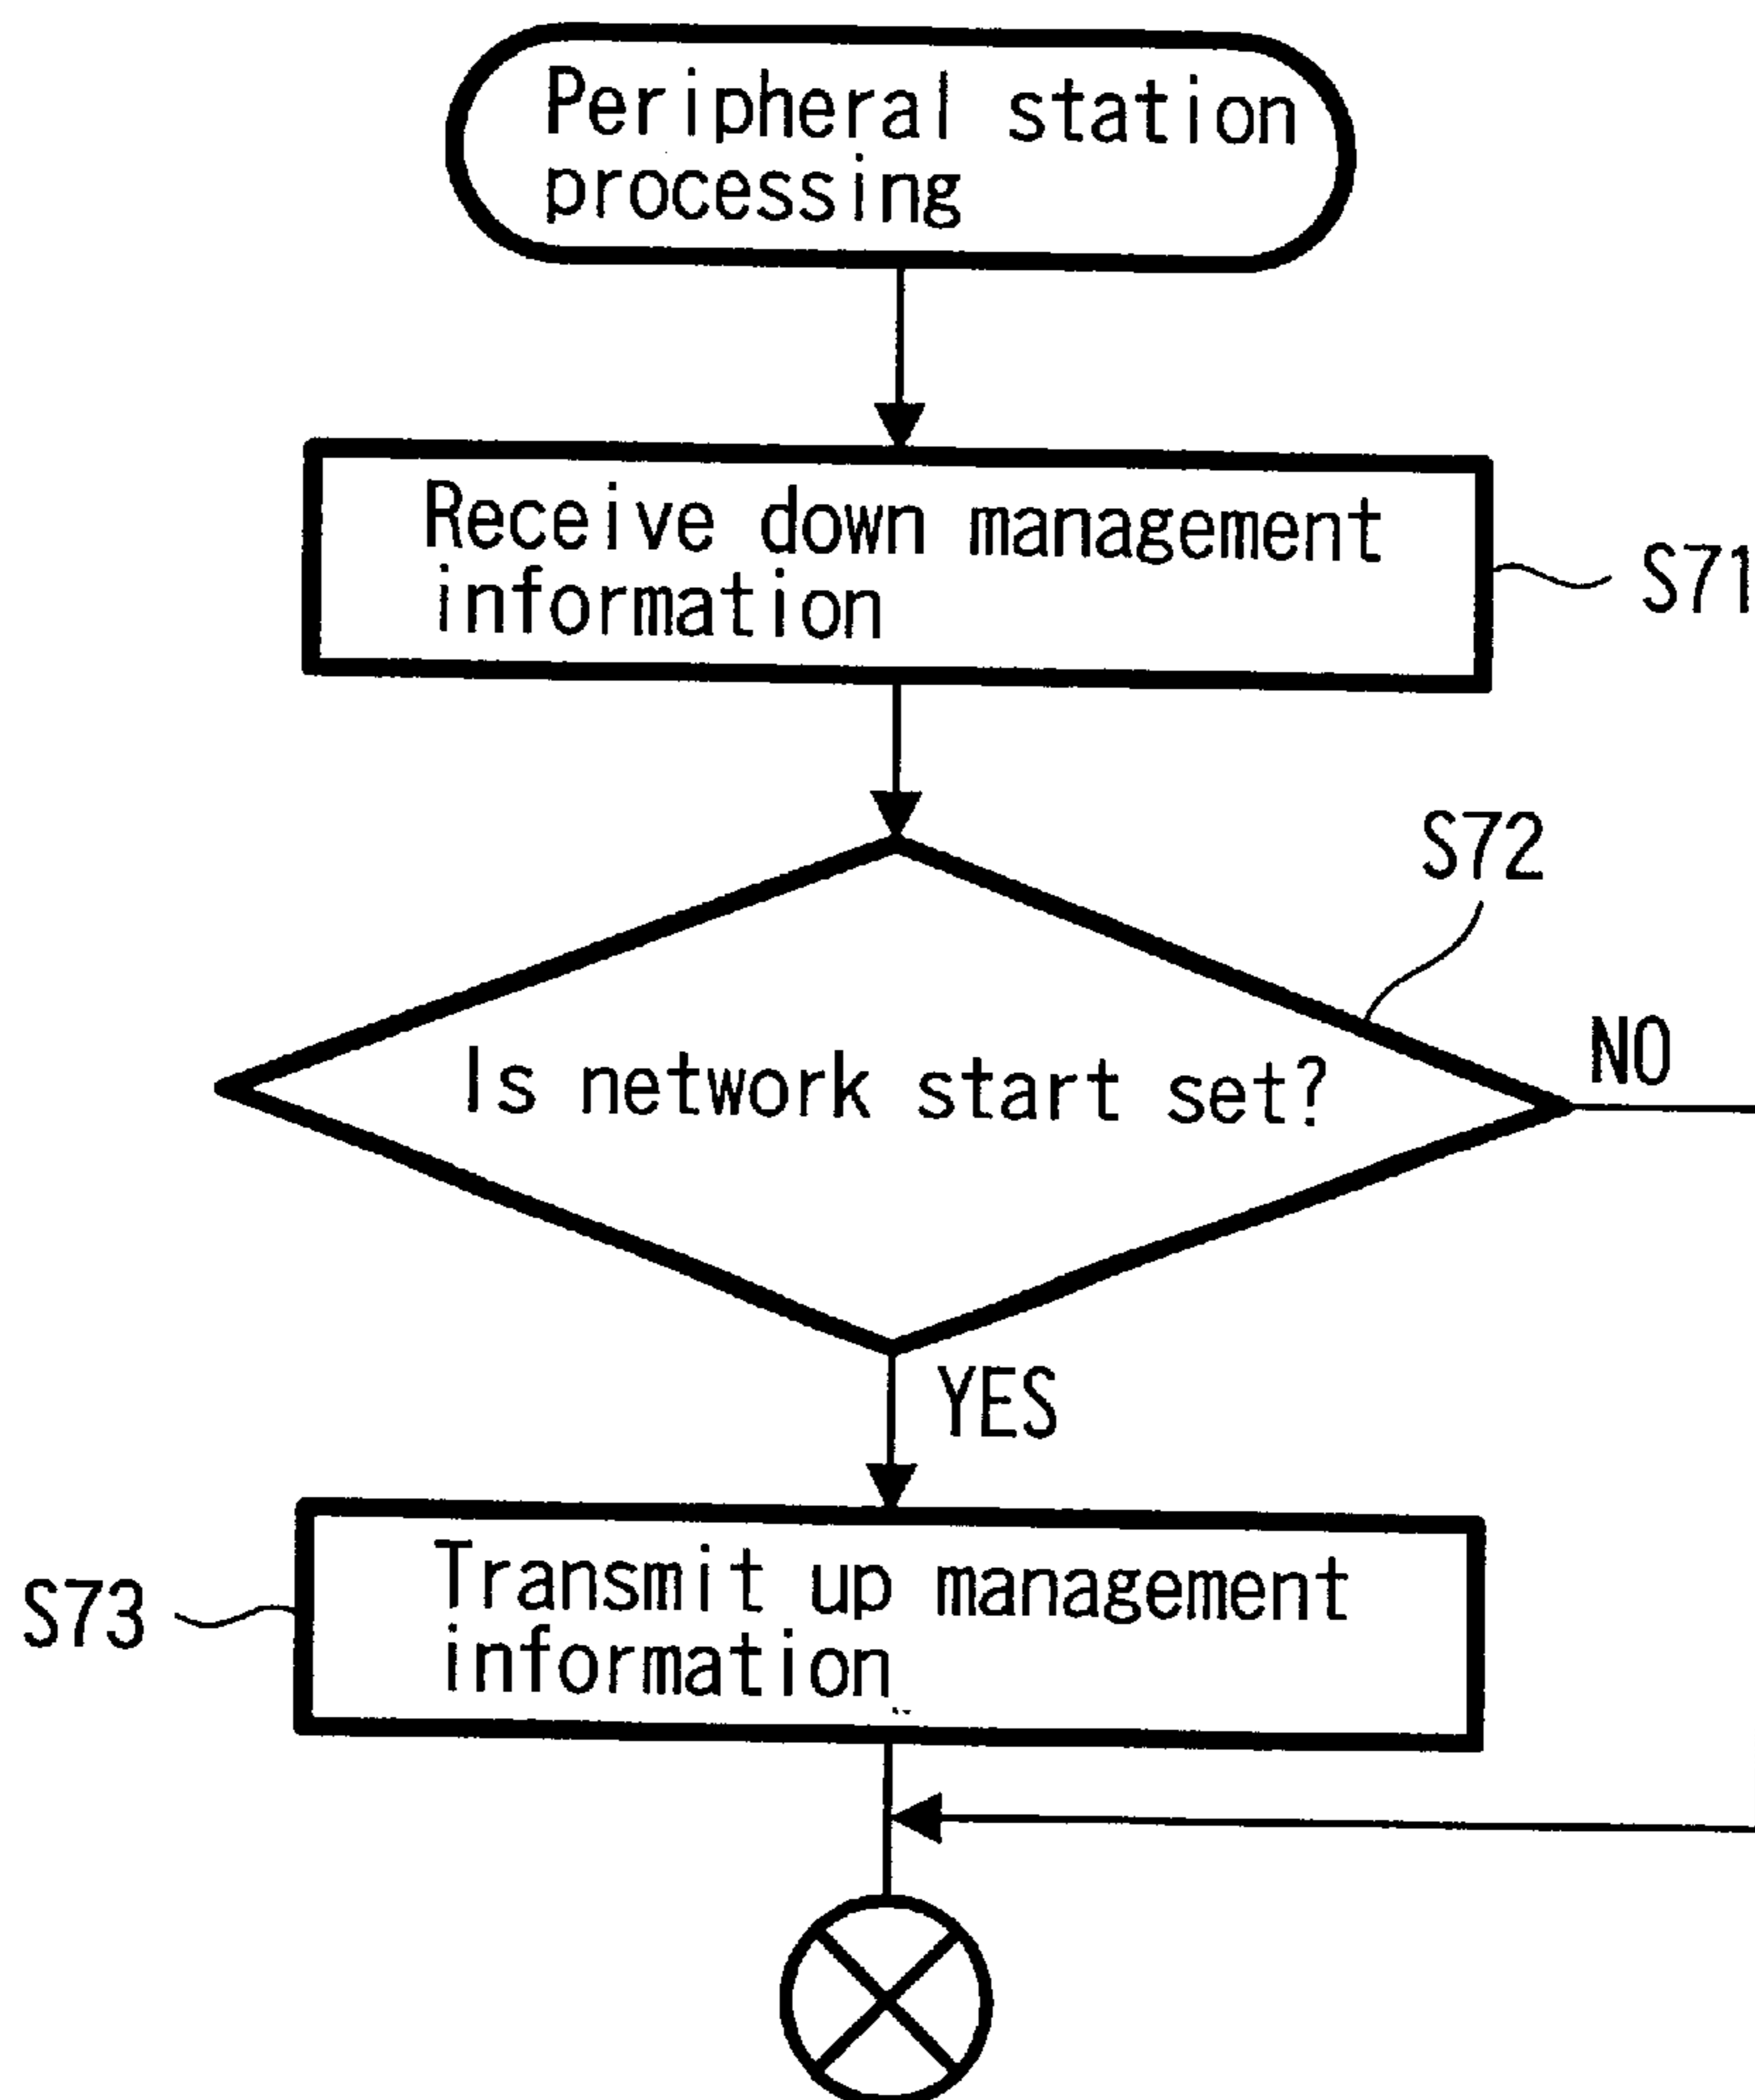 Peripheral station
processing
Receive down management
information
S71
S72
Is network start set?
NO
YES
Transmit up management
information
S73